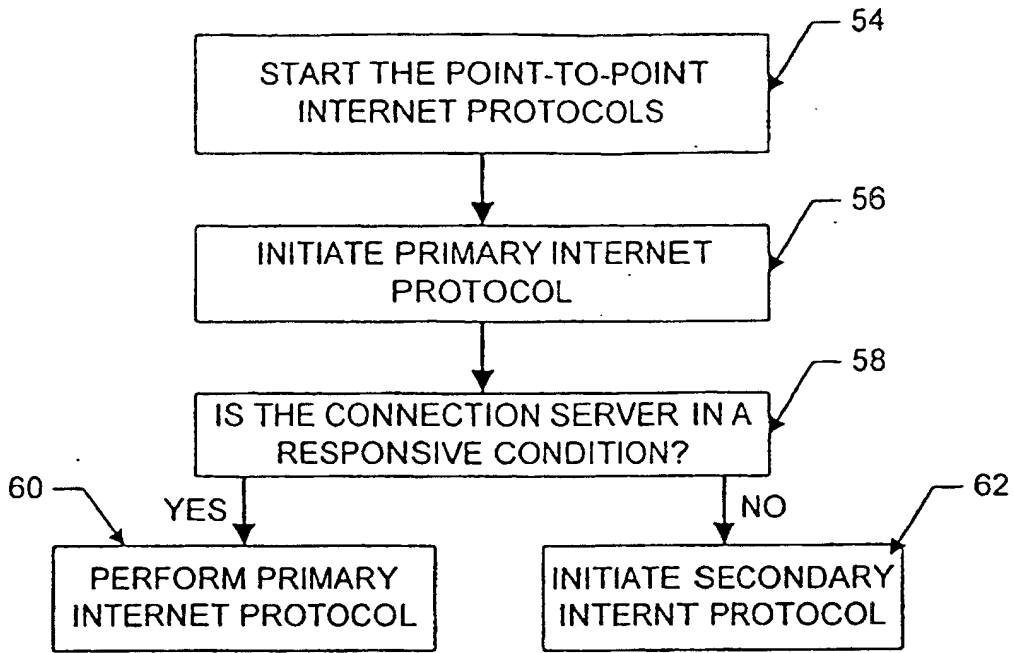 54
START THE POINT-TO-POINT
INTERNET PROTOCOLS
56
INITIATE PRIMARY INTERNET
PROTOCOL
58
IS THE CONNECTION SERVER IN A
RESPONSIVE CONDITION?
60
YES
NO
62
PERFORM PRIMARY
INTERNET PROTOCOL
INITIATE SECONDARY
INTERNT PROTOCOL